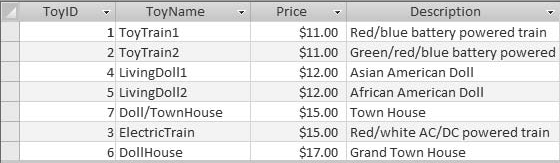 ToyID ToyName Price Description
1 ToyTrain1 $11.00 Red/blue battery powered train
2 ToyTrain2 $11.00 Green/red/blue battery powered
4 LivingDoll1 $12.00 Asian American Doll
5 LivingDoll2 $12.00 African American Doll
7 Doll/TownHouse $15.00 Town House
3 ElectricTrain $15.00 Red/white AC/DC powered train
6 DollHouse $17.00 Grand Town House